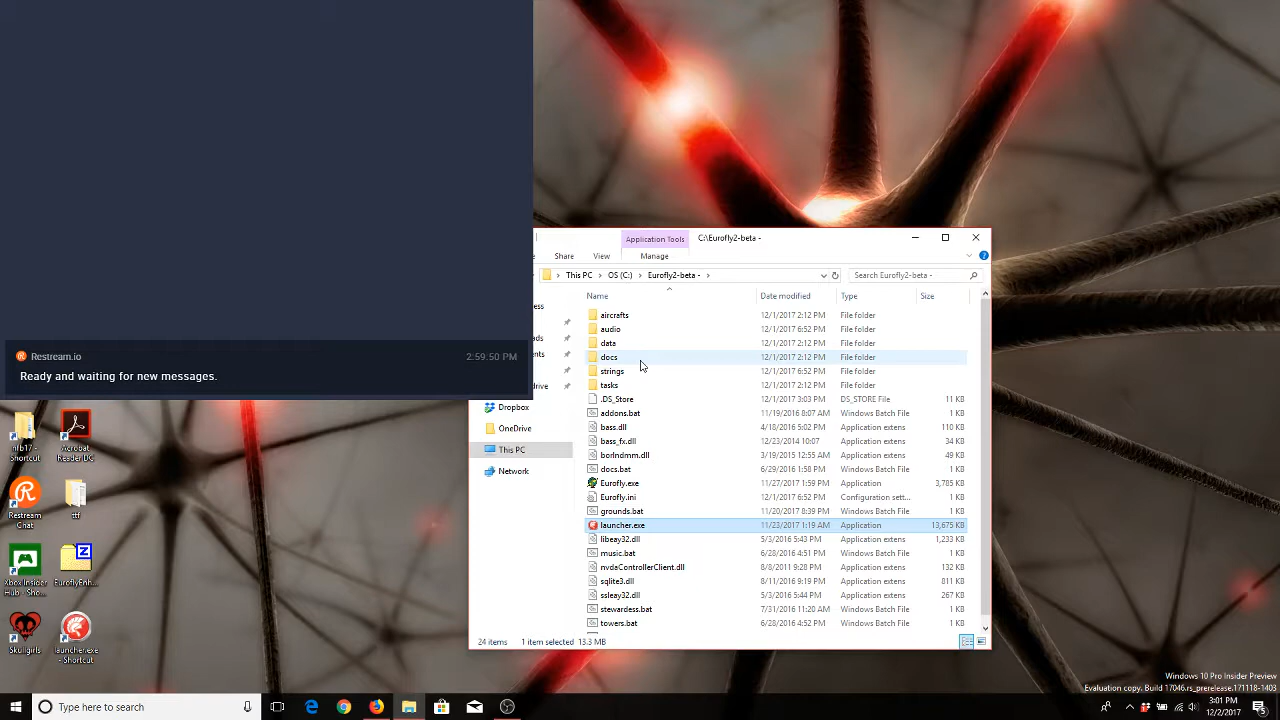 Application Tools
C:\Eurofly2-beta -
Share
View
Manage
This PC
OS (C:)
Eurofly2-beta -
Search Eurofly2-beta -
Name
Date modified
Type
Size
aircrafts 12/1/2017 2:12 PM File folder
audio 12/1/2017 6:52 PM File folder
data 12/1/2017 2:12 PM File folder
docs 12/1/2017 2:12 PM File folder
strings 12/1/2017 6:52 PM File folder
tasks 12/1/2017 2:12 PM File folder
.DS_Store 12/1/2017 3:03 PM DS_STORE File 11 KB
addons.bat 11/19/2016 8:07 AM Windows Batch File 1 KB
bass.dll 4/18/2016 5:02 PM Application extens 110 KB
bass_fx.dll 12/23/2014 10:07 Application extens 34 KB
borlndmm.dll 3/19/2015 12:55 AM Application extens 49 KB
docs.bat 6/29/2016 1:58 PM Windows Batch File 1 KB
Eurofly.exe 11/27/2017 1:59 PM Application 3,785 KB
Eurofly.ini 12/1/2017 6:52 PM Configuration sett... 1 KB
grounds.bat 11/20/2017 8:39 PM Windows Batch File 1 KB
launcher.exe 11/23/2017 1:19 AM Application 13,675 KB
libeay32.dll 5/3/2016 5:43 PM Application extens 1,233 KB
music.bat 6/28/2016 4:51 PM Windows Batch File 1 KB
nvdaControllerClient.dll 8/8/2011 9:28 PM Application extens 132 KB
sqlite3.dll 8/11/2016 9:19 PM Application extens 811 KB
ssleay32.dll 5/3/2016 5:44 PM Application extens 267 KB
stewardess.bat 7/31/2016 11:20 AM Windows Batch File 1 KB
towers.bat 6/28/2016 4:52 PM Windows Batch File 1 KB
ess
ads
ents
drive
Dropbox
OneDrive
This PC
Network
24 items 1 item selected 13.3 MB
Restream.io 2:59:50 PM
Ready and waiting for new messages.
nfb17 -
Shortcut
Acrobat
Reader DC
Restream
Chat
ttf
Xbox Insider
Hub - Sho...
EuroflyEnh...
Skullgirls
launcher.exe
- Shortcut
Windows 10 Pro Insider Preview
Evaluation copy. Build 17046.rs_prerelease.171118-1403
Type here to search
3:01 PM
12/2/2017